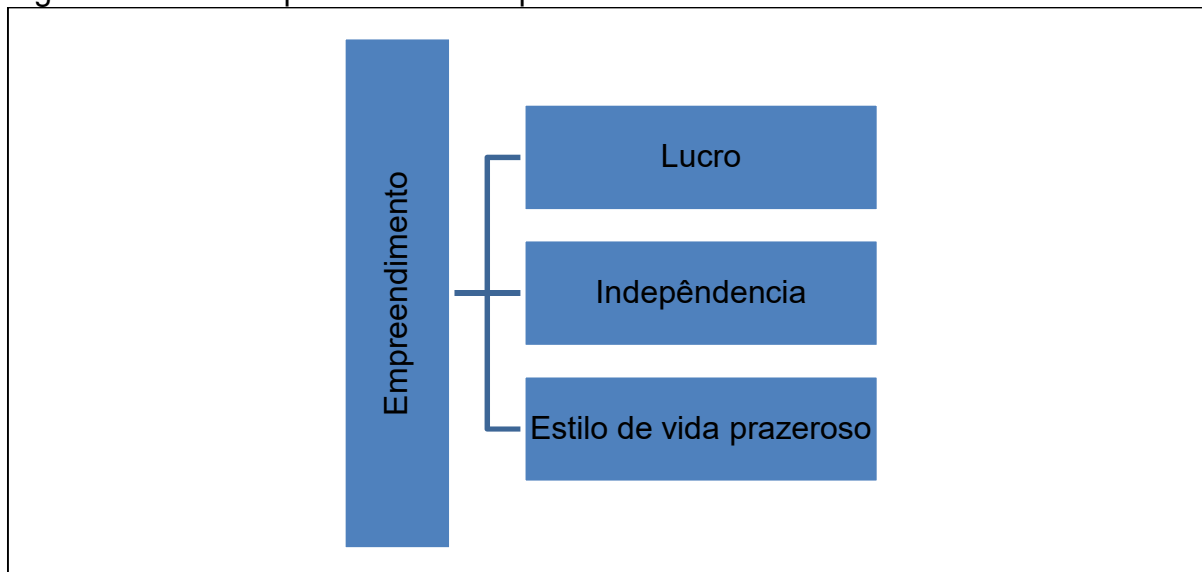 Empreendimento
Lucro
Indepêndencia
Estilo de vida prazeroso